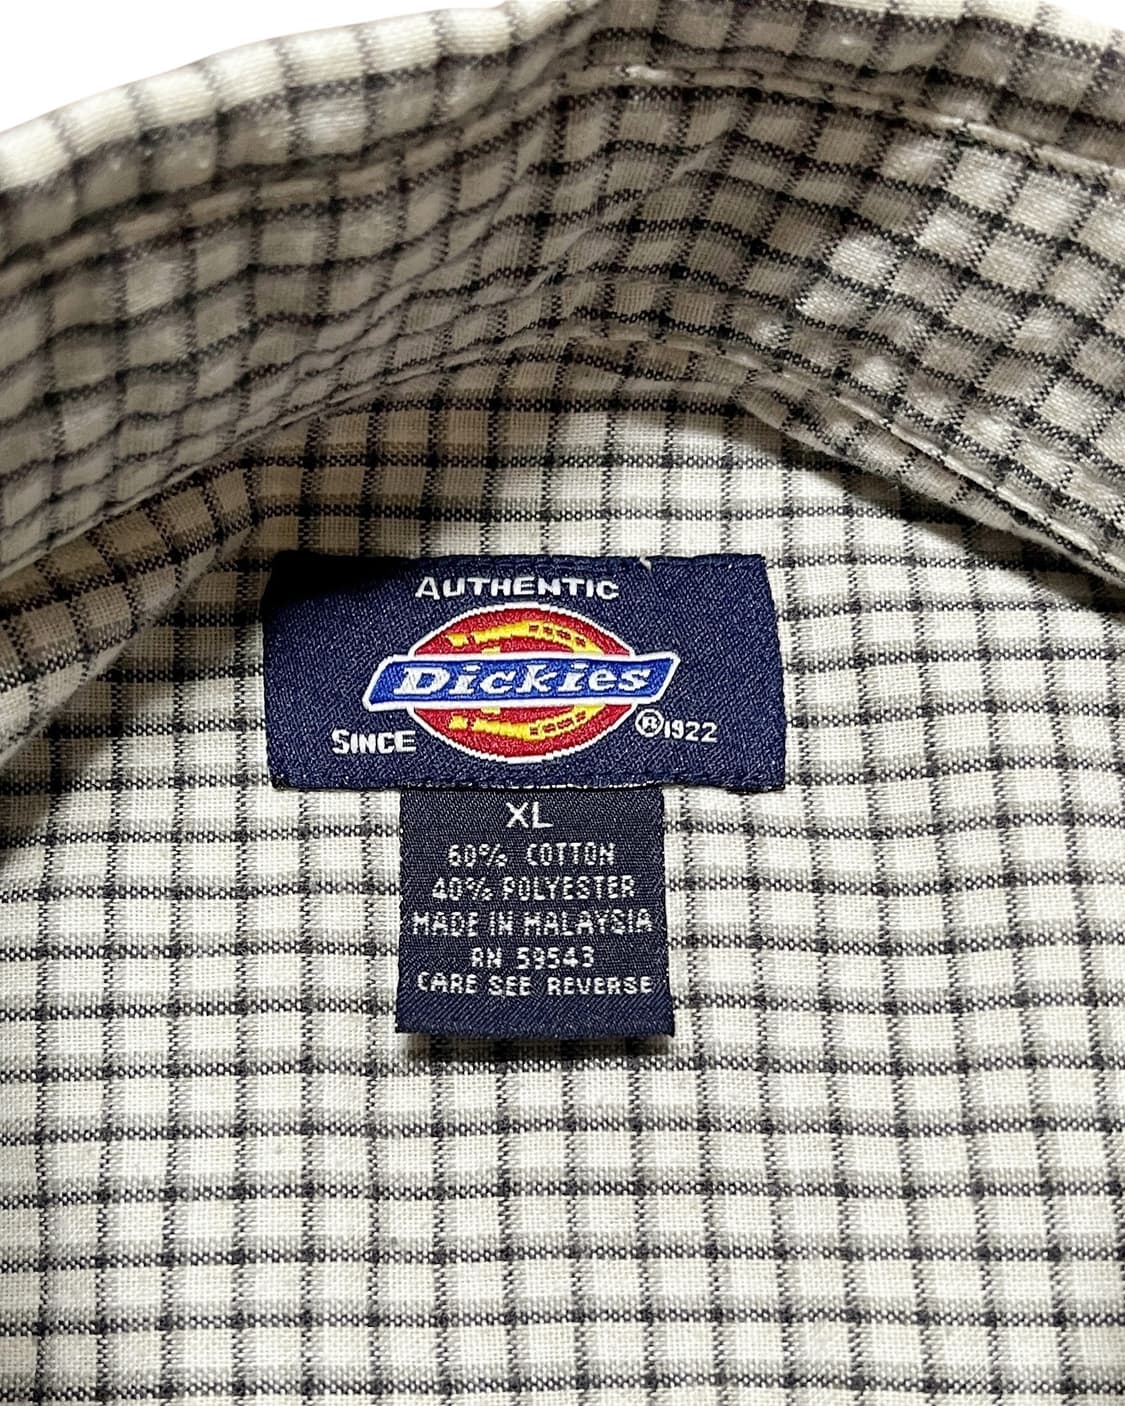 AUTHENTIC
Dickies
SINCE ® 1922
XL
60% COTTON
40% POLYESTER
MADE IN MALAYSIA
RN 59543
CARE SEE REVERSE